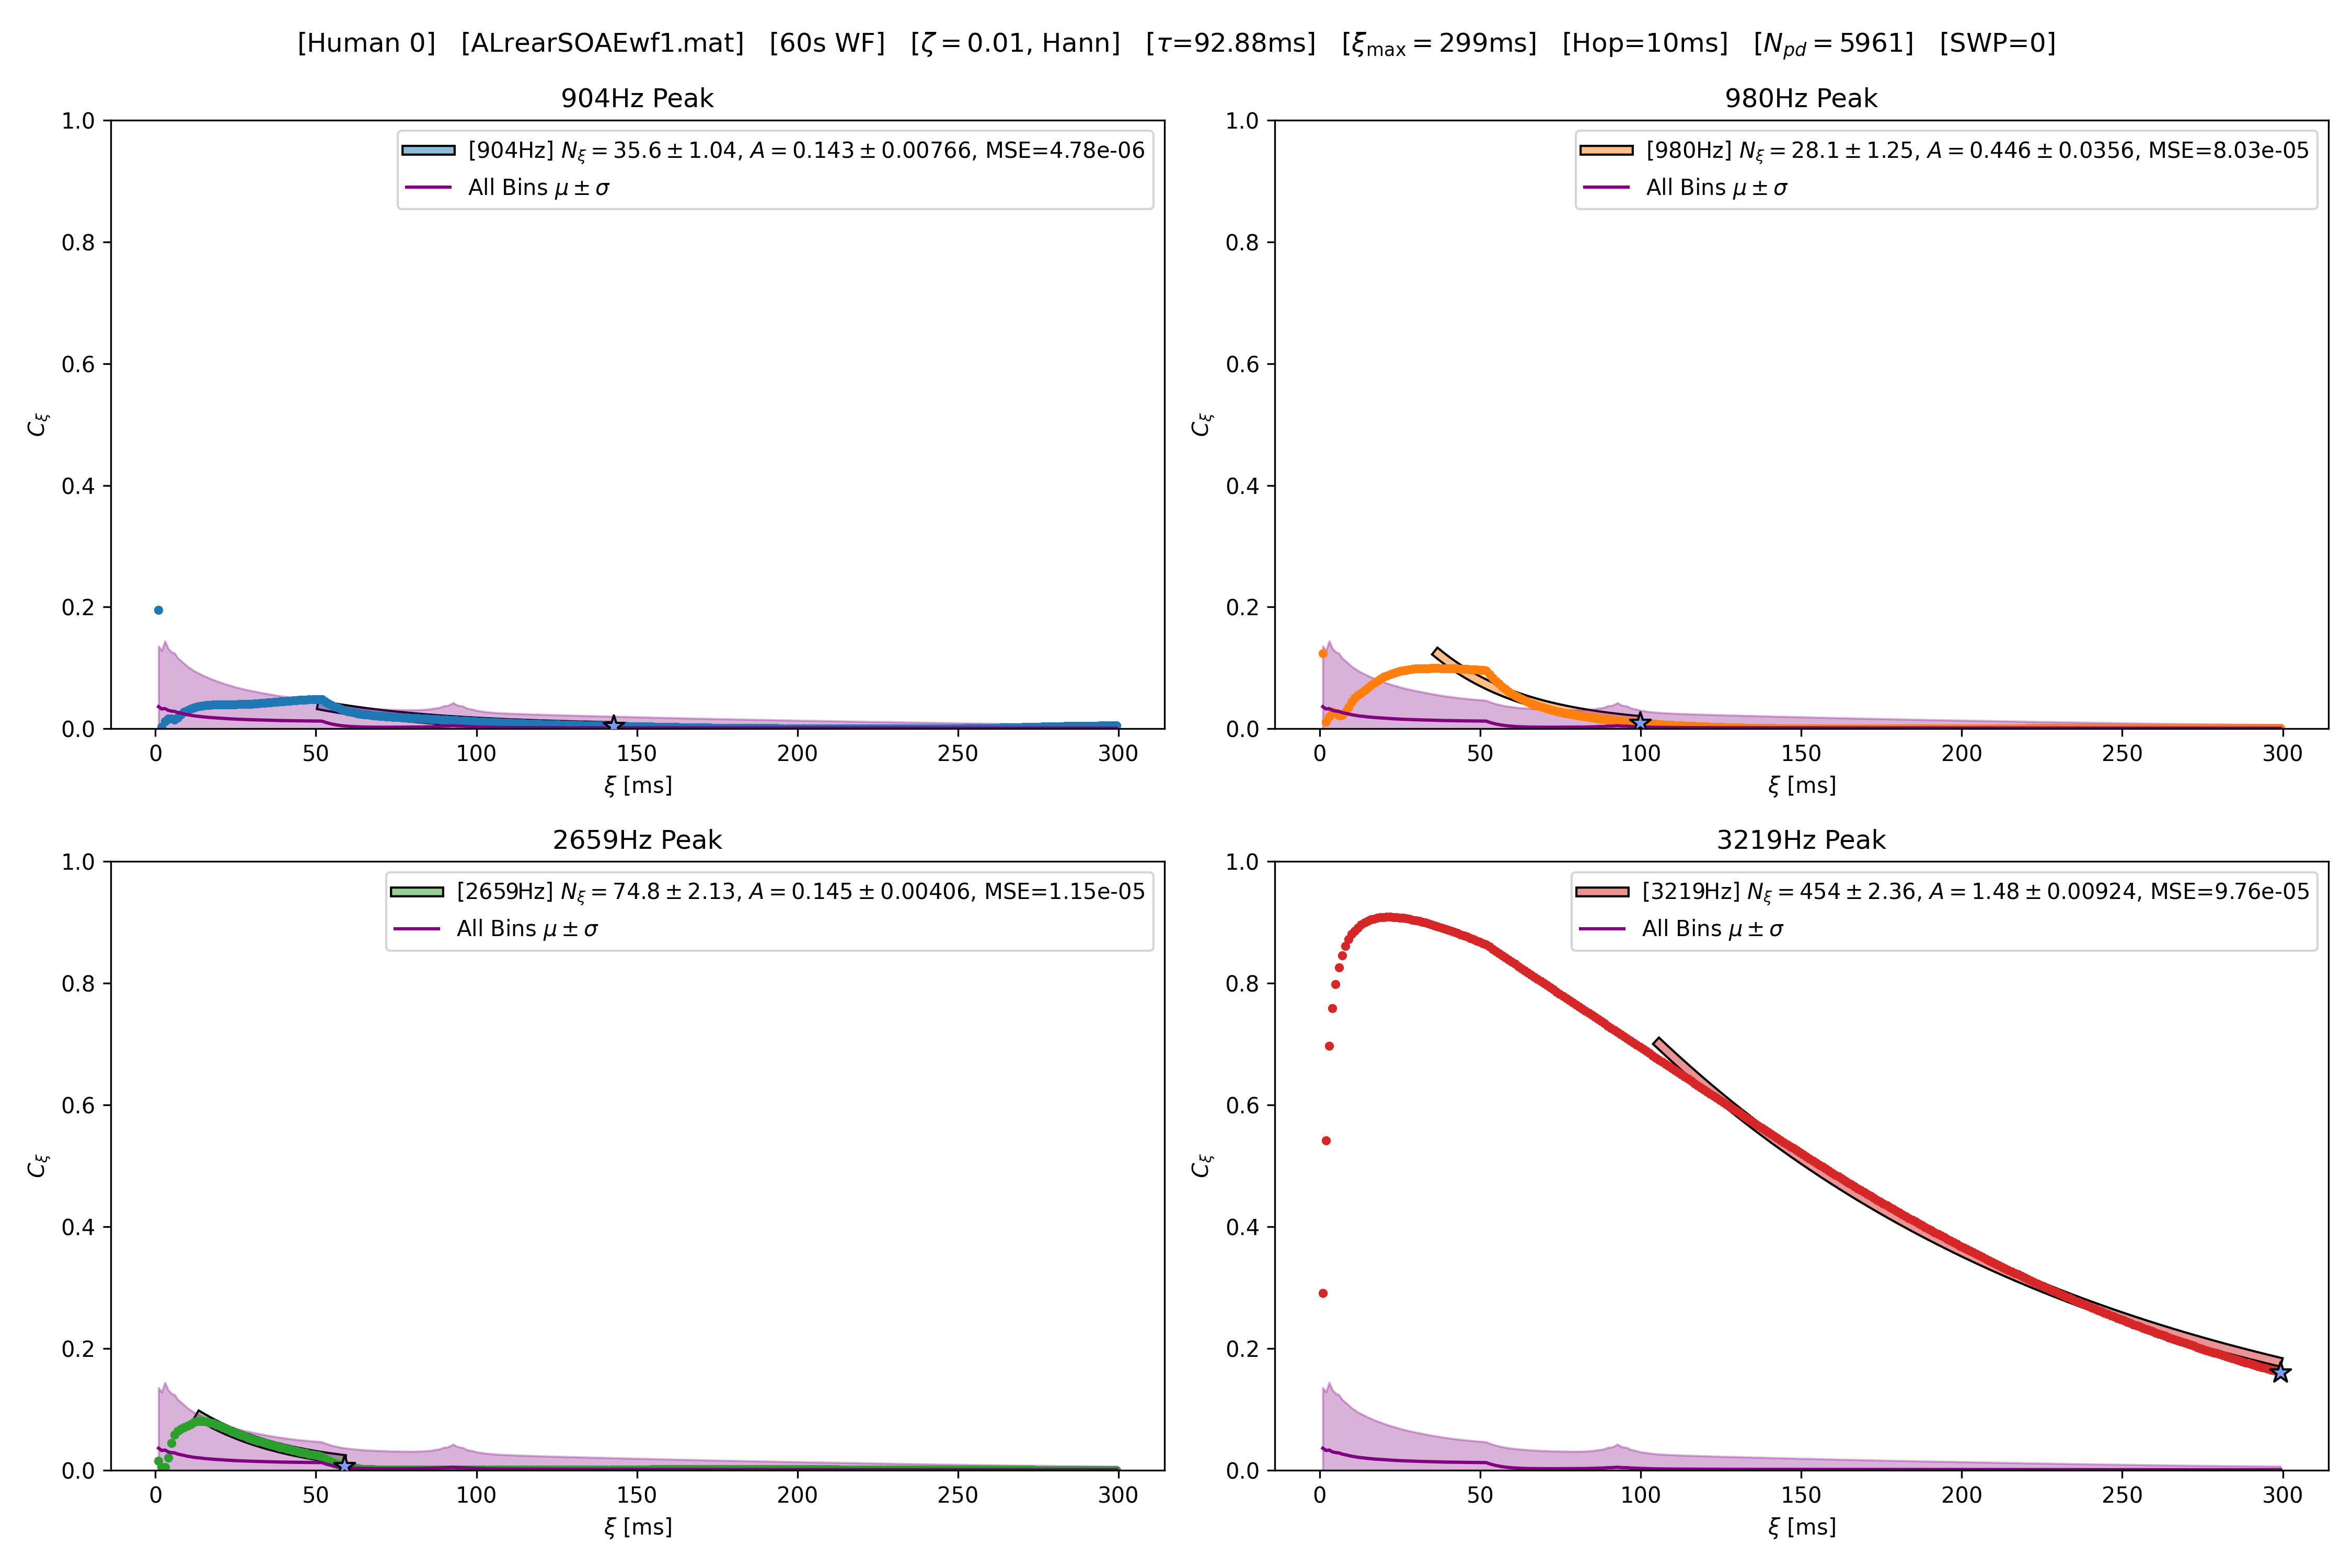 [Human 0] [ALrearSOAEwf1.mat] [60s WF] [ζ = 0.01, Hann] [τ=92.88ms] [ξmax = 299ms] [Hop=10ms] [Npd = 5961] [SWP=0]
904Hz Peak
1.0
0.8
0.6
0.4
0.2
0.0
Cξ
[904Hz] Nξ = 35.6 ± 1.04, A = 0.143 ± 0.00766, MSE=4.78e-06
All Bins μ ± σ
0 50 100 150 200 250 300
ξ [ms]
980Hz Peak
1.0
0.8
0.6
0.4
0.2
0.0
Cξ
[980Hz] Nξ = 28.1 ± 1.25, A = 0.446 ± 0.0356, MSE=8.03e-05
All Bins μ ± σ
0 50 100 150 200 250 300
ξ [ms]
2659Hz Peak
1.0
0.8
0.6
0.4
0.2
0.0
Cξ
[2659Hz] Nξ = 74.8 ± 2.13, A = 0.145 ± 0.00406, MSE=1.15e-05
All Bins μ ± σ
0 50 100 150 200 250 300
ξ [ms]
3219Hz Peak
1.0
0.8
0.6
0.4
0.2
0.0
Cξ
[3219Hz] Nξ = 454 ± 2.36, A = 1.48 ± 0.00924, MSE=9.76e-05
All Bins μ ± σ
0 50 100 150 200 250 300
ξ [ms]